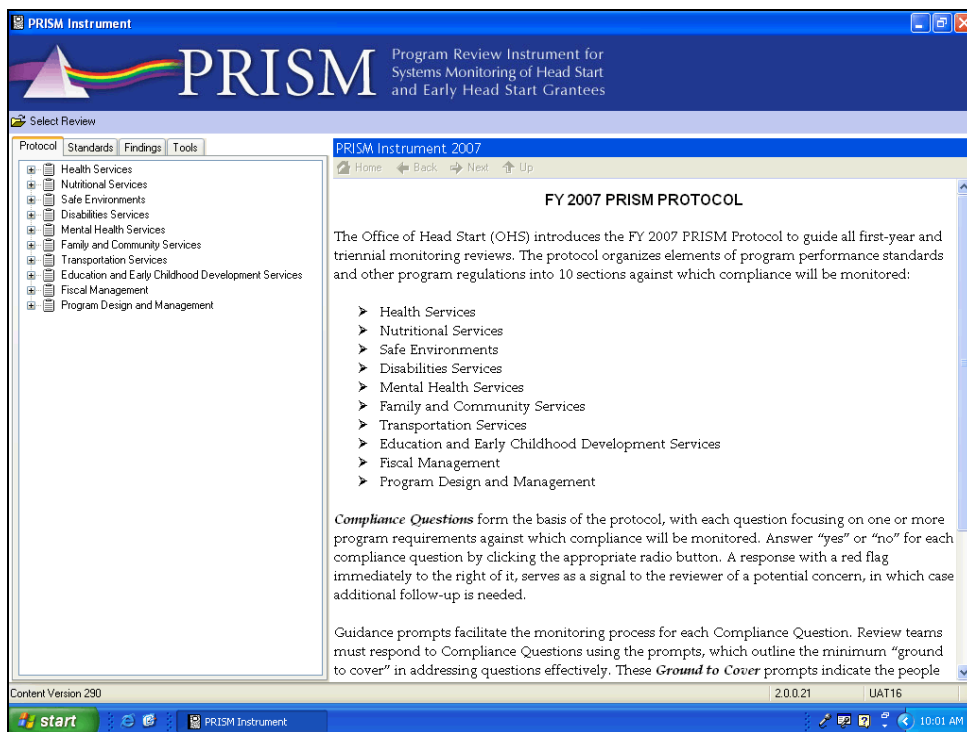 PRISM Instrument
PRISM
Program Review Instrument for
Systems Monitoring of Head Start
and Early Head Start Grantees
Select Review
Protocol Standards Findings Tools
Health Services
Nutritional Services
Safe Environments
Disabilities Services
Mental Health Services
Family and Community Services
Transportation Services
Education and Early Childhood Development Services
Fiscal Management
Program Design and Management
PRISM Instrument 2007
Home Back Next Up
FY 2007 PRISM PROTOCOL
The Office of Head Start (OHS) introduces the FY 2007 PRISM Protocol to guide all first-year and
triennial monitoring reviews. The protocol organizes elements of program performance standards
and other program regulations into 10 sections against which compliance will be monitored:
➤ Health Services
➤ Nutritional Services
➤ Safe Environments
➤ Disabilities Services
➤ Mental Health Services
➤ Family and Community Services
➤ Transportation Services
➤ Education and Early Childhood Development Services
➤ Fiscal Management
➤ Program Design and Management
Compliance Questions form the basis of the protocol, with each question focusing on one or more
program requirements against which compliance will be monitored. Answer “yes” or “no” for each
compliance question by clicking the appropriate radio button. A response with a red flag
immediately to the right of it, serves as a signal to the reviewer of a potential concern, in which case
additional follow-up is needed.
Guidance prompts facilitate the monitoring process for each Compliance Question. Review teams
must respond to Compliance Questions using the prompts, which outline the minimum “ground
to cover” in addressing questions effectively. These Ground to Cover prompts indicate the people
Content Version 290 2.0.0.21 UAT16
start PRISM Instrument 10:01 AM